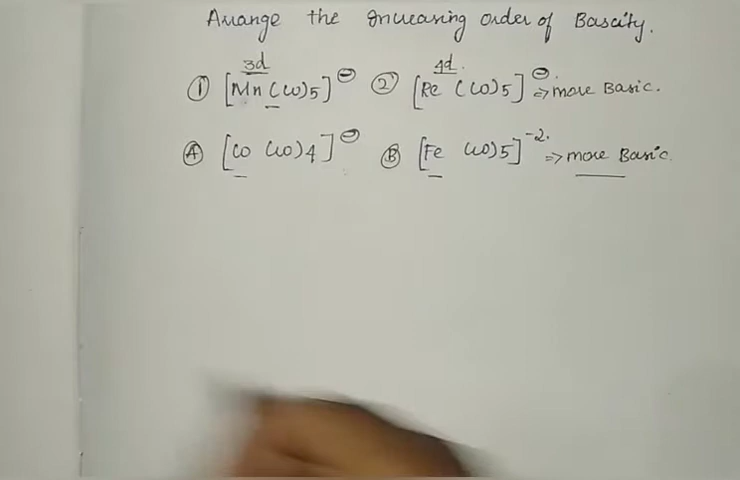 Arrange the Increasing order of Bascity.
3d 4d.
① [Mn (CO)5]⊖ ② [Re (CO)5]⊖. ⇒ more Basic.
Ⓐ [Co (CO)4]⊖ Ⓑ [Fe (CO)5]-2. ⇒ more Basic.